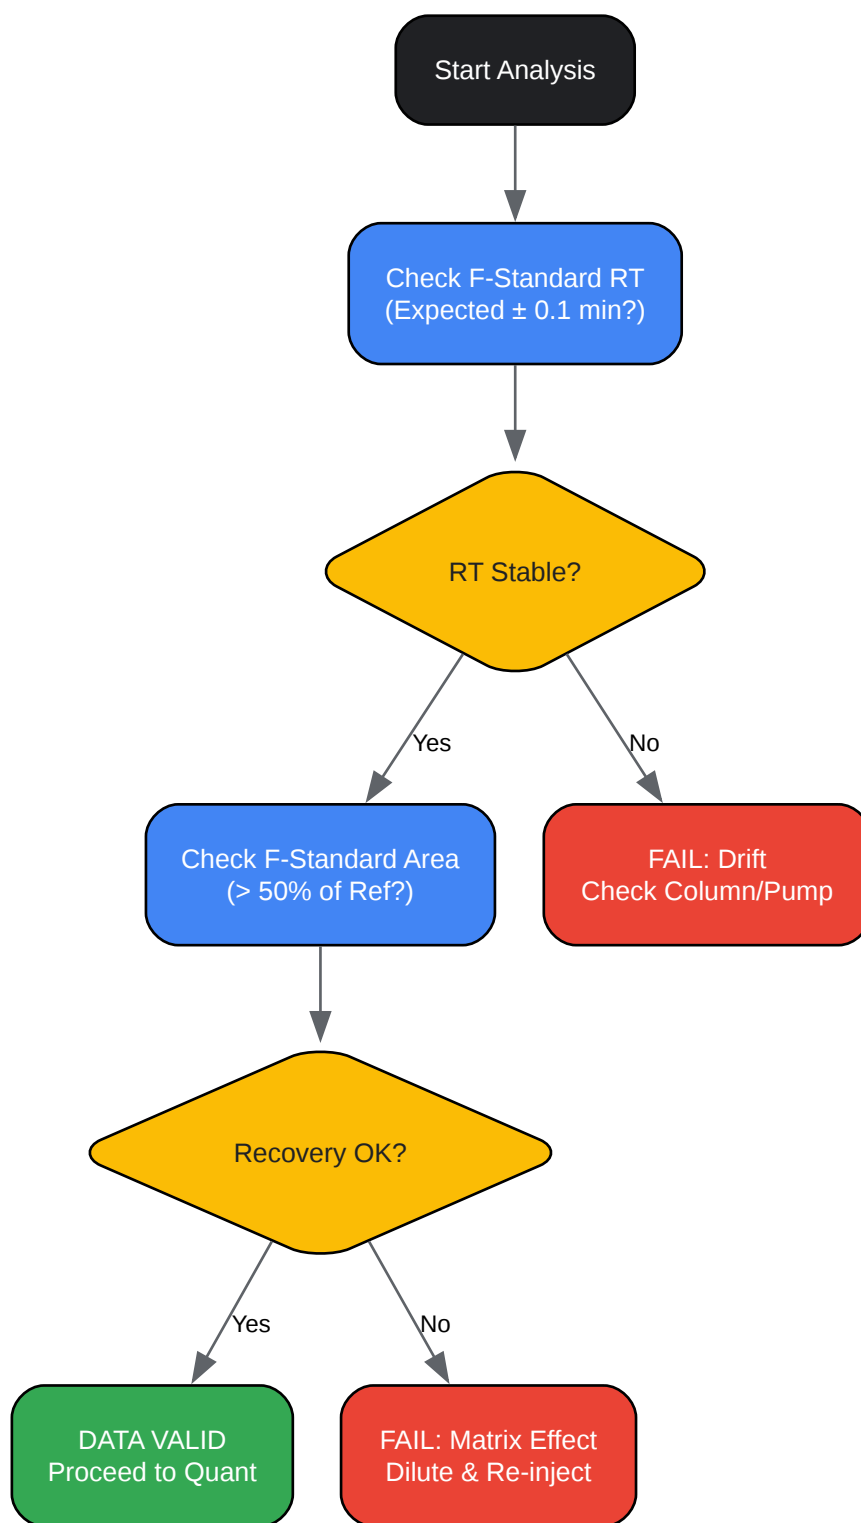 Start Analysis
Check F-Standard RT
(Expected ± 0.1 min?)
RT Stable?
Yes
No
Check F-Standard Area
(> 50% of Ref?)
FAIL: Drift
Check Column/Pump
Recovery OK?
Yes
No
DATA VALID
Proceed to Quant
FAIL: Matrix Effect
Dilute & Re-inject